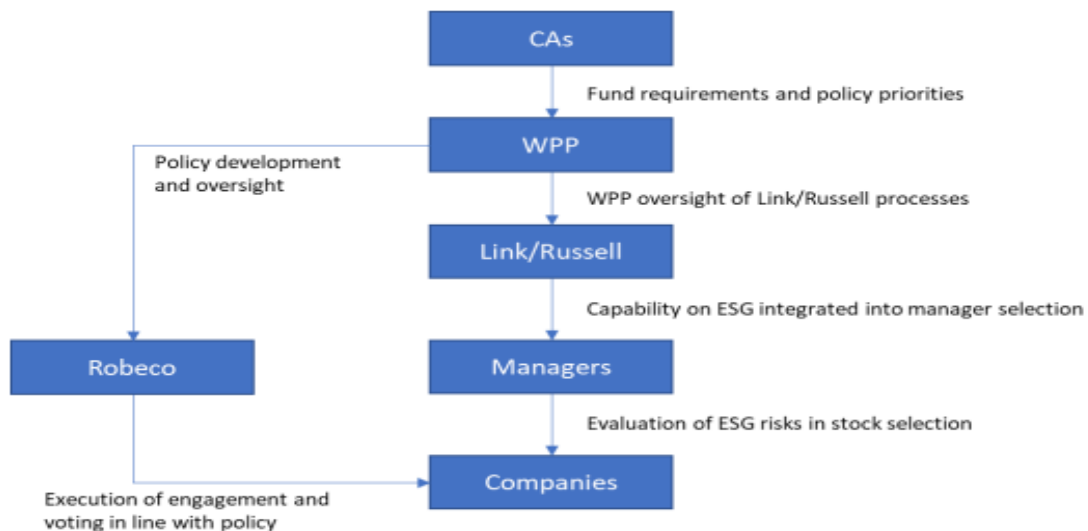 CAs
Fund requirements and policy priorities
WPP
Policy development
and oversight
WPP oversight of Link/Russell processes
Link/Russell
Capability on ESG integrated into manager selection
Robeco
Managers
Evaluation of ESG risks in stock selection
Companies
Execution of engagement and
voting in line with policy